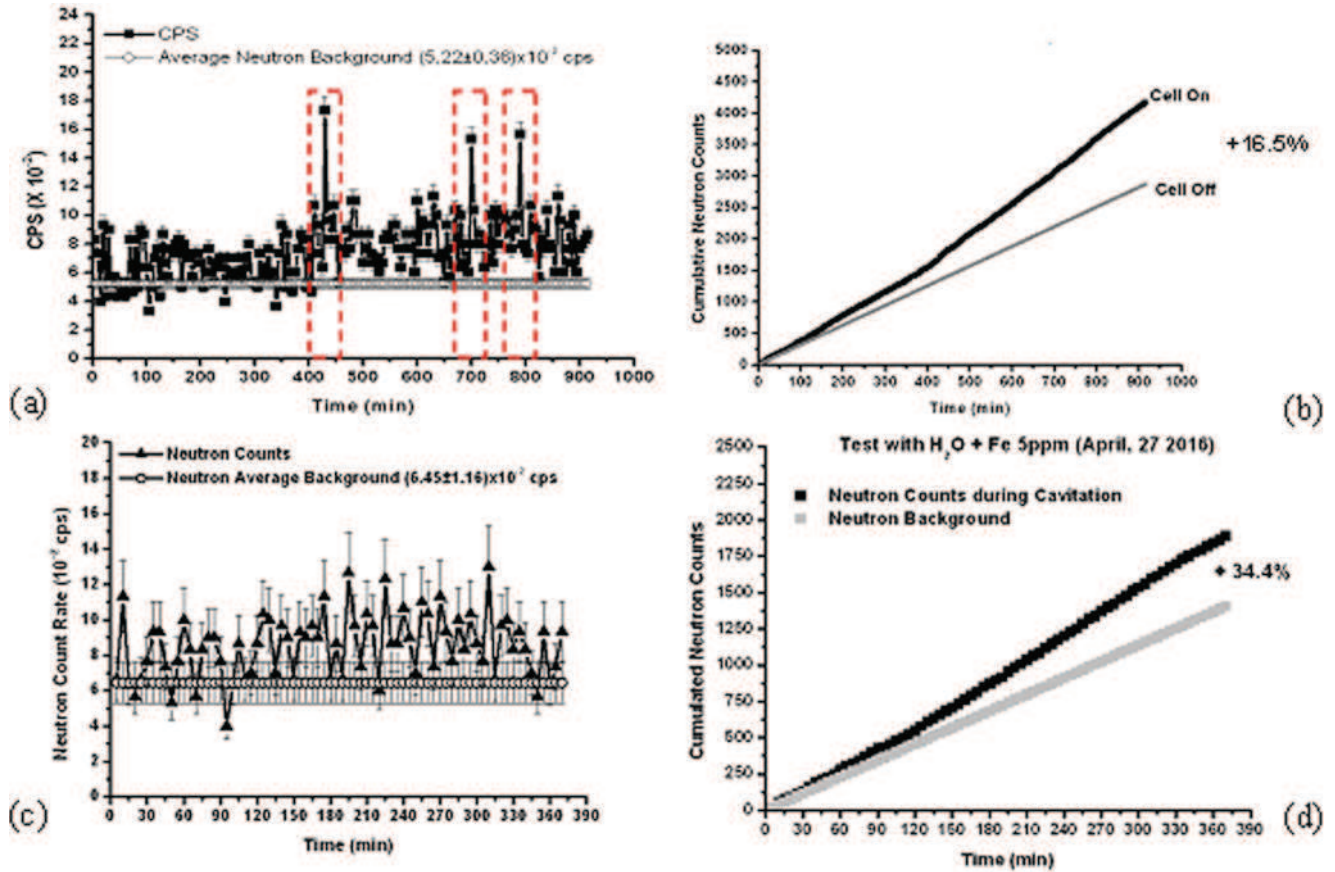 24
22
20
18
16
14
12
10
8
6
4
2
0
CPS (X 10⁻²)
CPS
Average Neutron Background (5.22±0.36)x10⁻² cps
0 100 200 300 400 500 600 700 800 900 1000
Time (min)
(a)
5000
4500
4000
3500
3000
2500
2000
1500
1000
500
0
Cumulative Neutron Counts
Cell On
+16.5%
Cell Off
0 100 200 300 400 500 600 700 800 900 1000
Time (min)
(b)
20
18
16
14
12
10
8
6
4
2
0
Neutron Count Rate (10⁻² cps)
Neutron Counts
Neutron Average Background (6.45±1.16)x10⁻² cps
0 30 60 90 120 150 180 210 240 270 300 330 360 390
Time (min)
(c)
2500
2250
2000
1750
1500
1250
1000
750
500
250
0
Cumulated Neutron Counts
Test with H₂O + Fe 5ppm (April, 27 2016)
Neutron Counts during Cavitation
Neutron Background
+ 34.4%
0 30 60 90 120 150 180 210 240 270 300 330 360 390
Time (min)
(d)